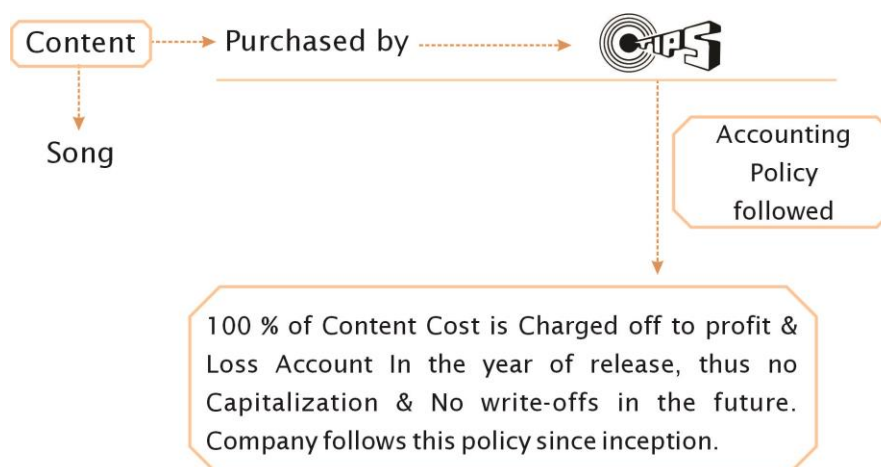 Content
Purchased by
TIPS
Song
Accounting
Policy
followed
100 % of Content Cost is Charged off to profit &
Loss Account In the year of release, thus no
Capitalization & No write-offs in the future.
Company follows this policy since inception.